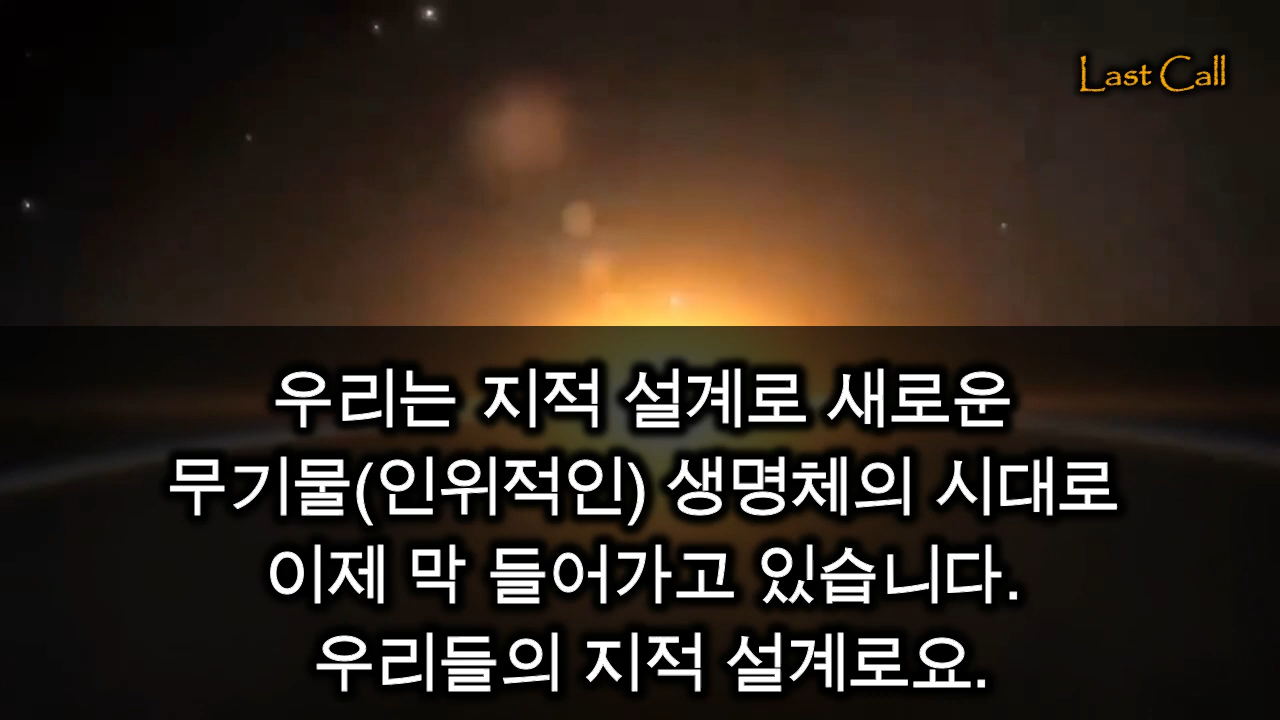 Last Call
우리는 지적 설계로 새로운
무기물(인위적인) 생명체의 시대로
이제 막 들어가고 있습니다.
우리들의 지적 설계로요.